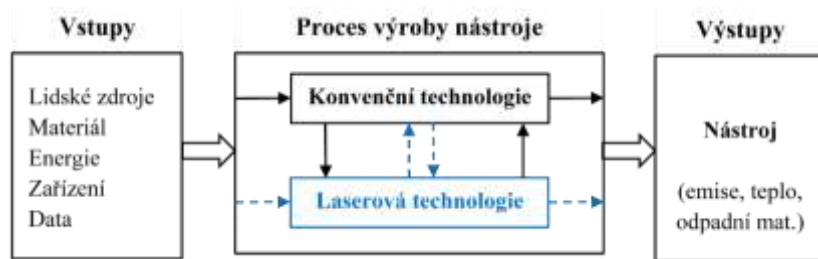 Vstupy
Proces výroby nástroje
Výstupy
Lidské zdroje
Materiál
Energie
Zařízení
Data
Konvenční technologie
Laserová technologie
Nástroj
(emise, teplo,
odpadní mat.)